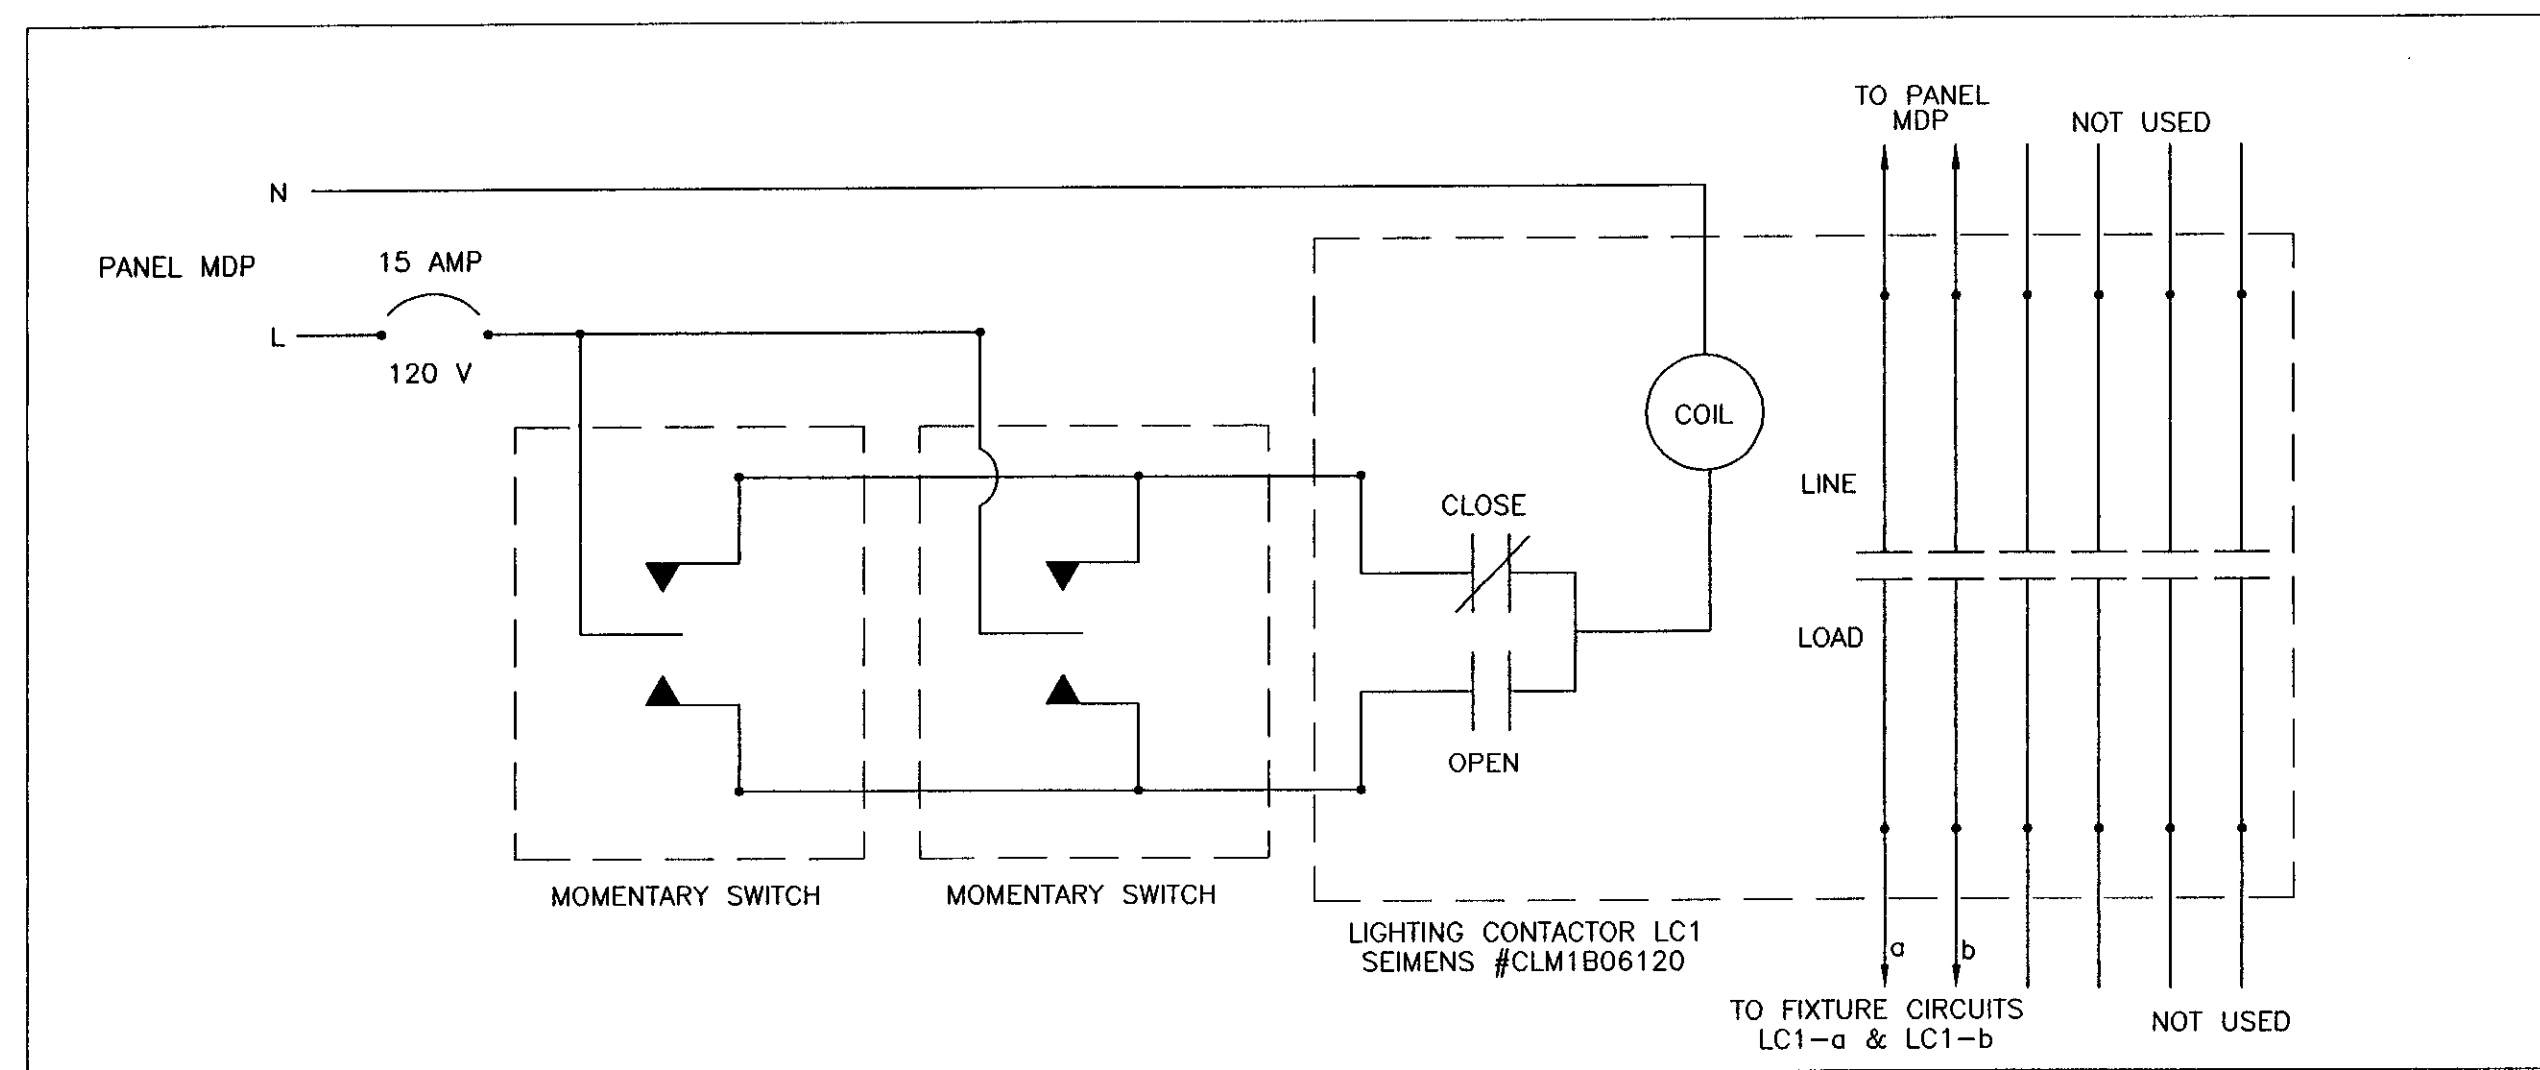 TO PANEL
MDP
NOT USED
N
PANEL MDP
15 AMP
L
120 V
COIL
LINE
CLOSE
LOAD
OPEN
MOMENTARY SWITCH
MOMENTARY SWITCH
LIGHTING CONTACTOR LC1
SEIMENS #CLM1B06120
a
b
TO FIXTURE CIRCUITS
LC1-a & LC1-b
NOT USED